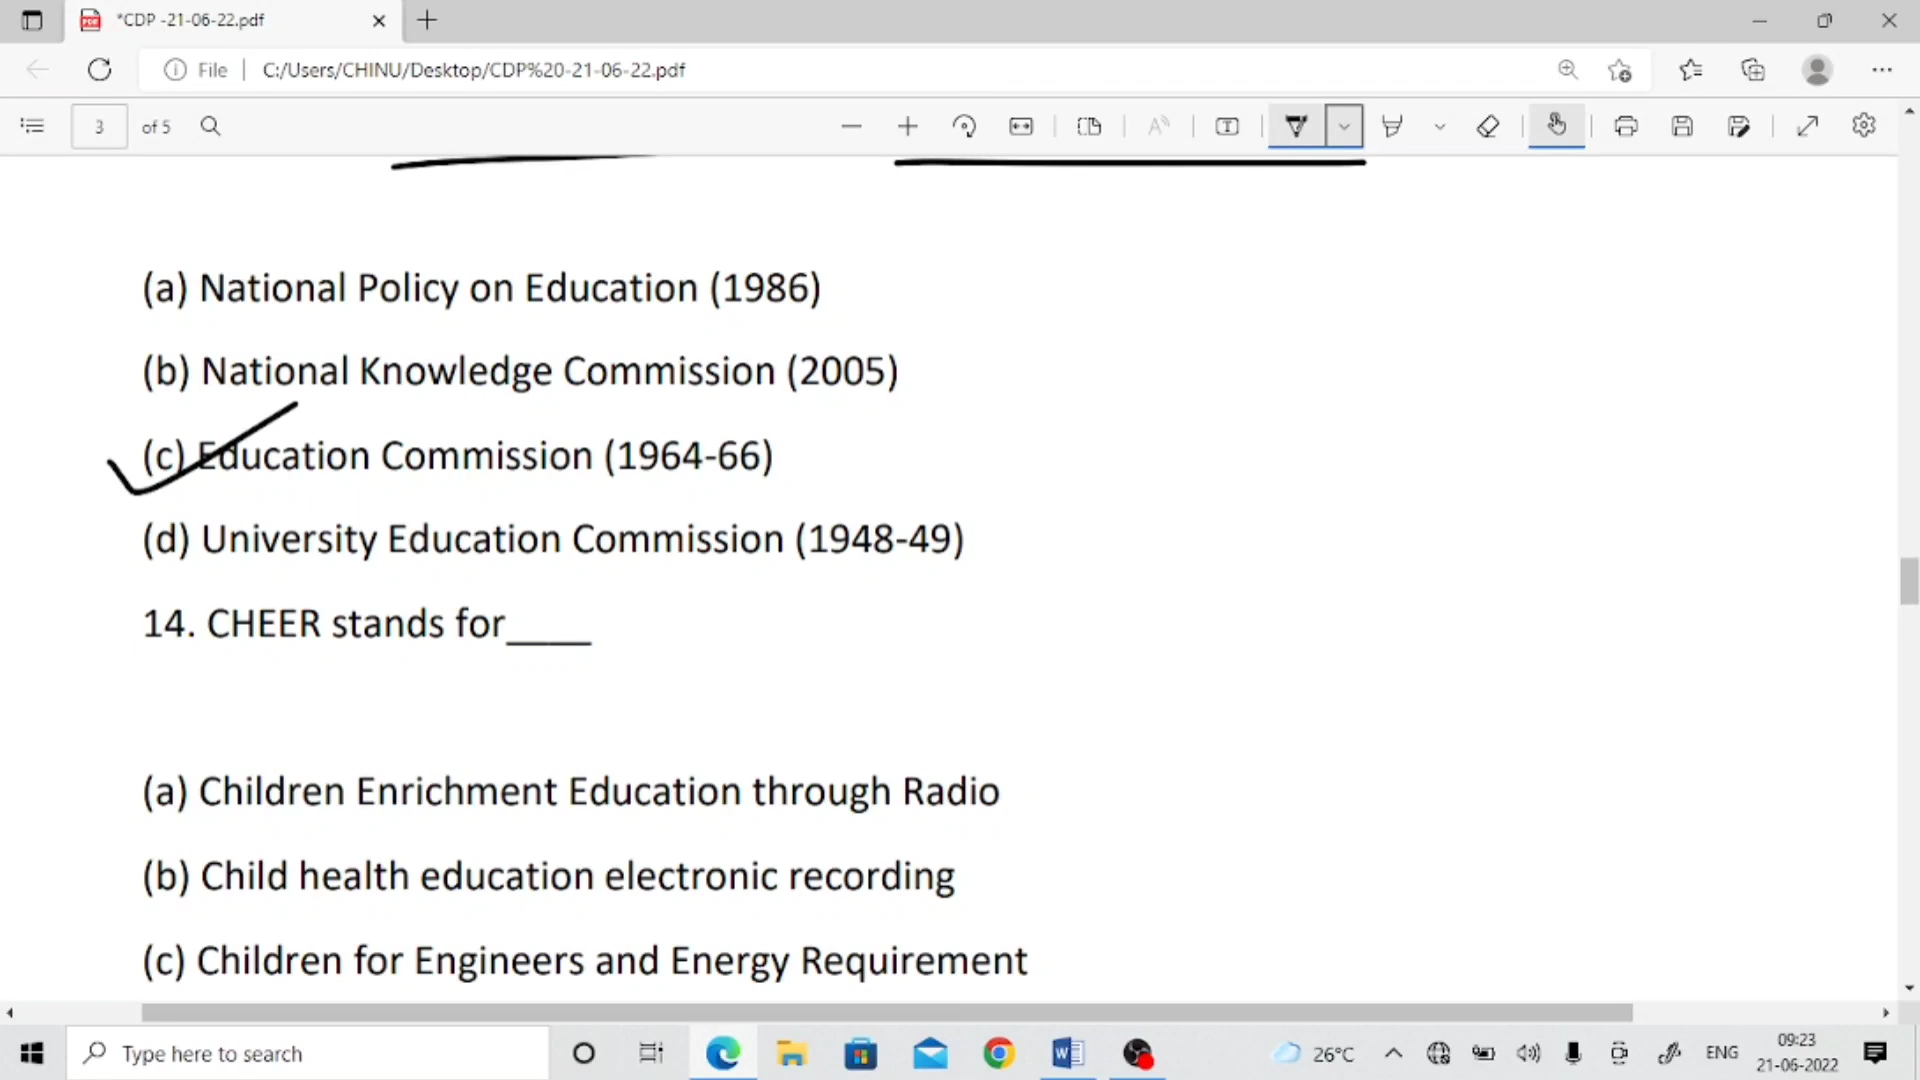 *CDP -21-06-22.pdf
File
C:/Users/CHINU/Desktop/CDP%20-21-06-22.pdf
3 of 5
(a) National Policy on Education (1986)
(b) National Knowledge Commission (2005)
(c) Education Commission (1964-66)
(d) University Education Commission (1948-49)
14. CHEER stands for____
(a) Children Enrichment Education through Radio
(b) Child health education electronic recording
(c) Children for Engineers and Energy Requirement
Type here to search
26°C
ENG
09:23
21-06-2022